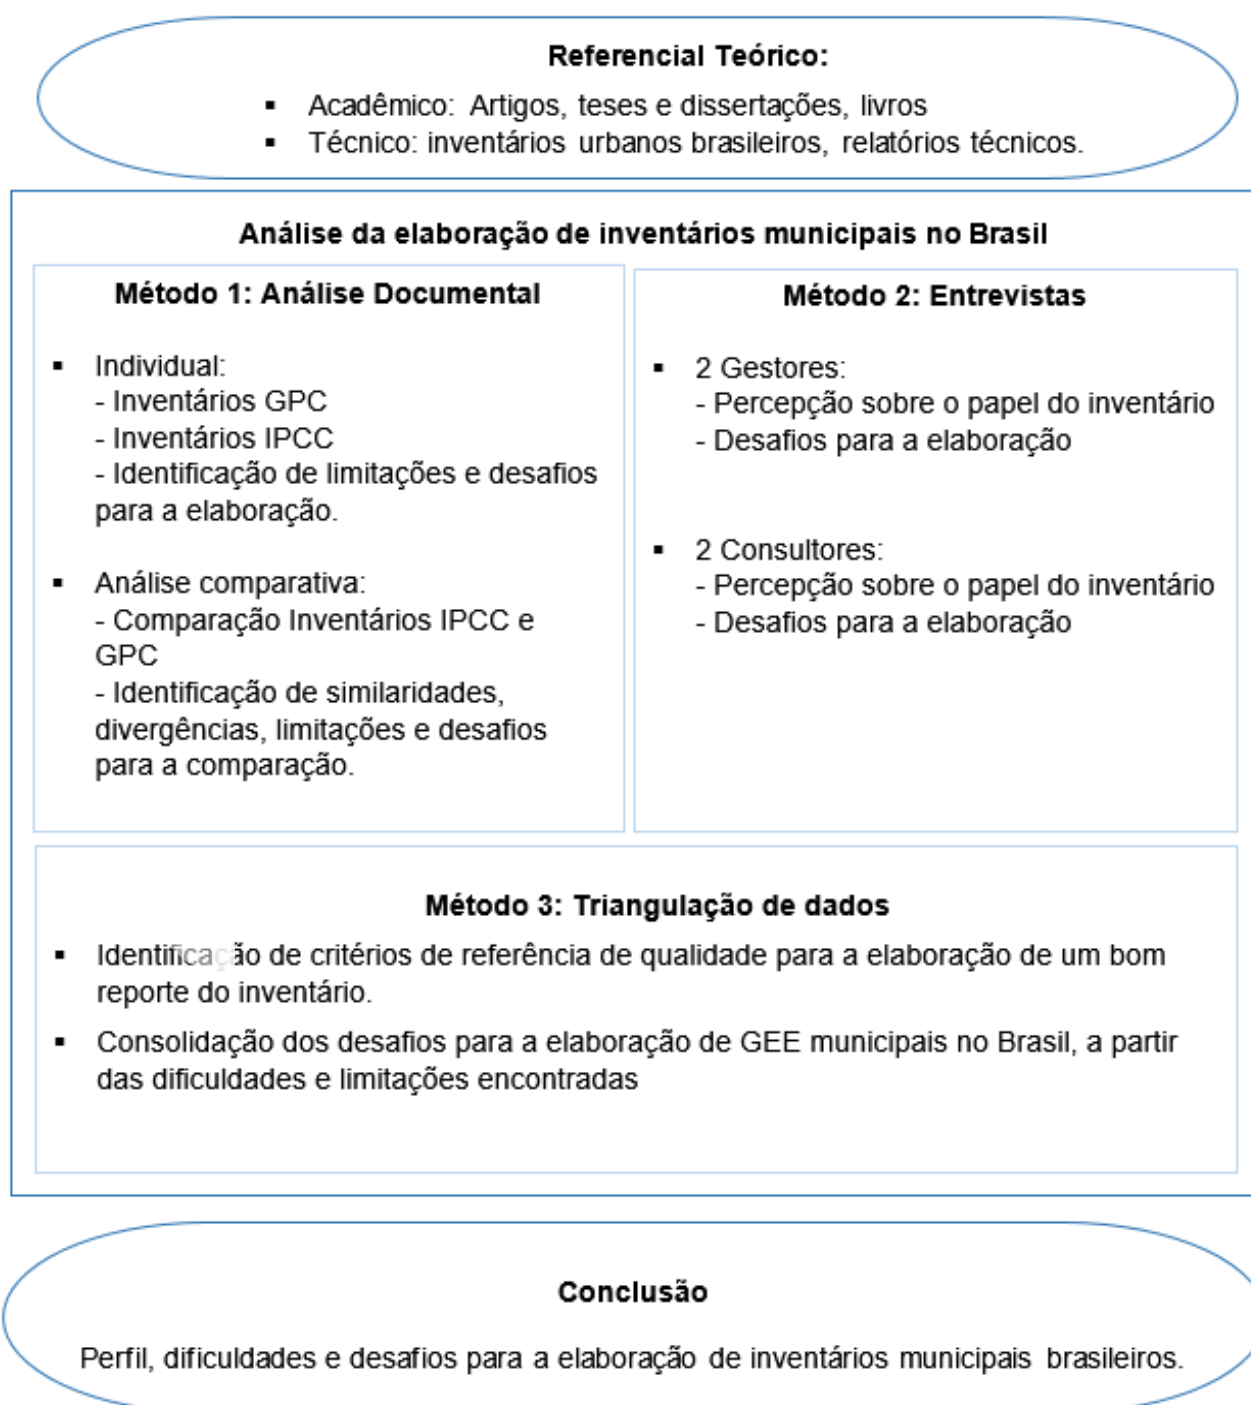 Referencial Teórico:
▪ Acadêmico: Artigos, teses e dissertações, livros
▪ Técnico: inventários urbanos brasileiros, relatórios técnicos.
Análise da elaboração de inventários municipais no Brasil
Método 1: Análise Documental
▪ Individual:
- Inventários GPC
- Inventários IPCC
- Identificação de limitações e desafios
para a elaboração.
▪ Análise comparativa:
- Comparação Inventários IPCC e
GPC
- Identificação de similaridades,
divergências, limitações e desafios
para a comparação.
Método 2: Entrevistas
▪ 2 Gestores:
- Percepção sobre o papel do inventário
- Desafios para a elaboração
▪ 2 Consultores:
- Percepção sobre o papel do inventário
- Desafios para a elaboração
Método 3: Triangulação de dados
▪ Identificação de critérios de referência de qualidade para a elaboração de um bom
reporte do inventário.
▪ Consolidação dos desafios para a elaboração de GEE municipais no Brasil, a partir
das dificuldades e limitações encontradas
Conclusão
Perfil, dificuldades e desafios para a elaboração de inventários municipais brasileiros.